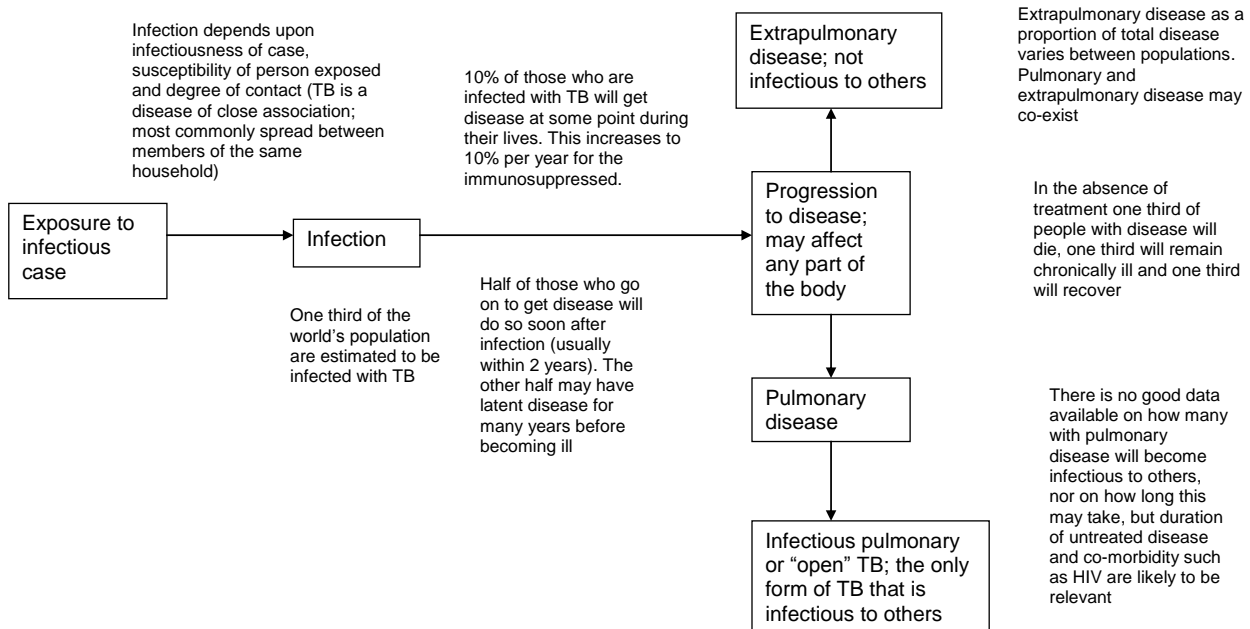 Infection depends upon
infectiousness of case,
susceptibility of person exposed
and degree of contact (TB is a
disease of close association;
most commonly spread between
members of the same
household)
10% of those who are
infected with TB will get
disease at some point during
their lives. This increases to
10% per year for the
immunosuppressed.
Extrapulmonary
disease; not
infectious to others
Extrapulmonary disease as a
proportion of total disease
varies between populations.
Pulmonary and
extrapulmonary disease may
co-exist
Exposure to
infectious
case
Infection
Progression
to disease;
may affect
any part of
the body
In the absence of
treatment one third of
people with disease will
die, one third will remain
chronically ill and one third
will recover
One third of the
world’s population
are estimated to be
infected with TB
Half of those who go
on to get disease will
do so soon after
infection (usually
within 2 years). The
other half may have
latent disease for
many years before
becoming ill
Pulmonary
disease
There is no good data
available on how many
with pulmonary
disease will become
infectious to others,
nor on how long this
may take, but duration
of untreated disease
and co-morbidity such
as HIV are likely to be
relevant
Infectious pulmonary
or “open” TB; the only
form of TB that is
infectious to others